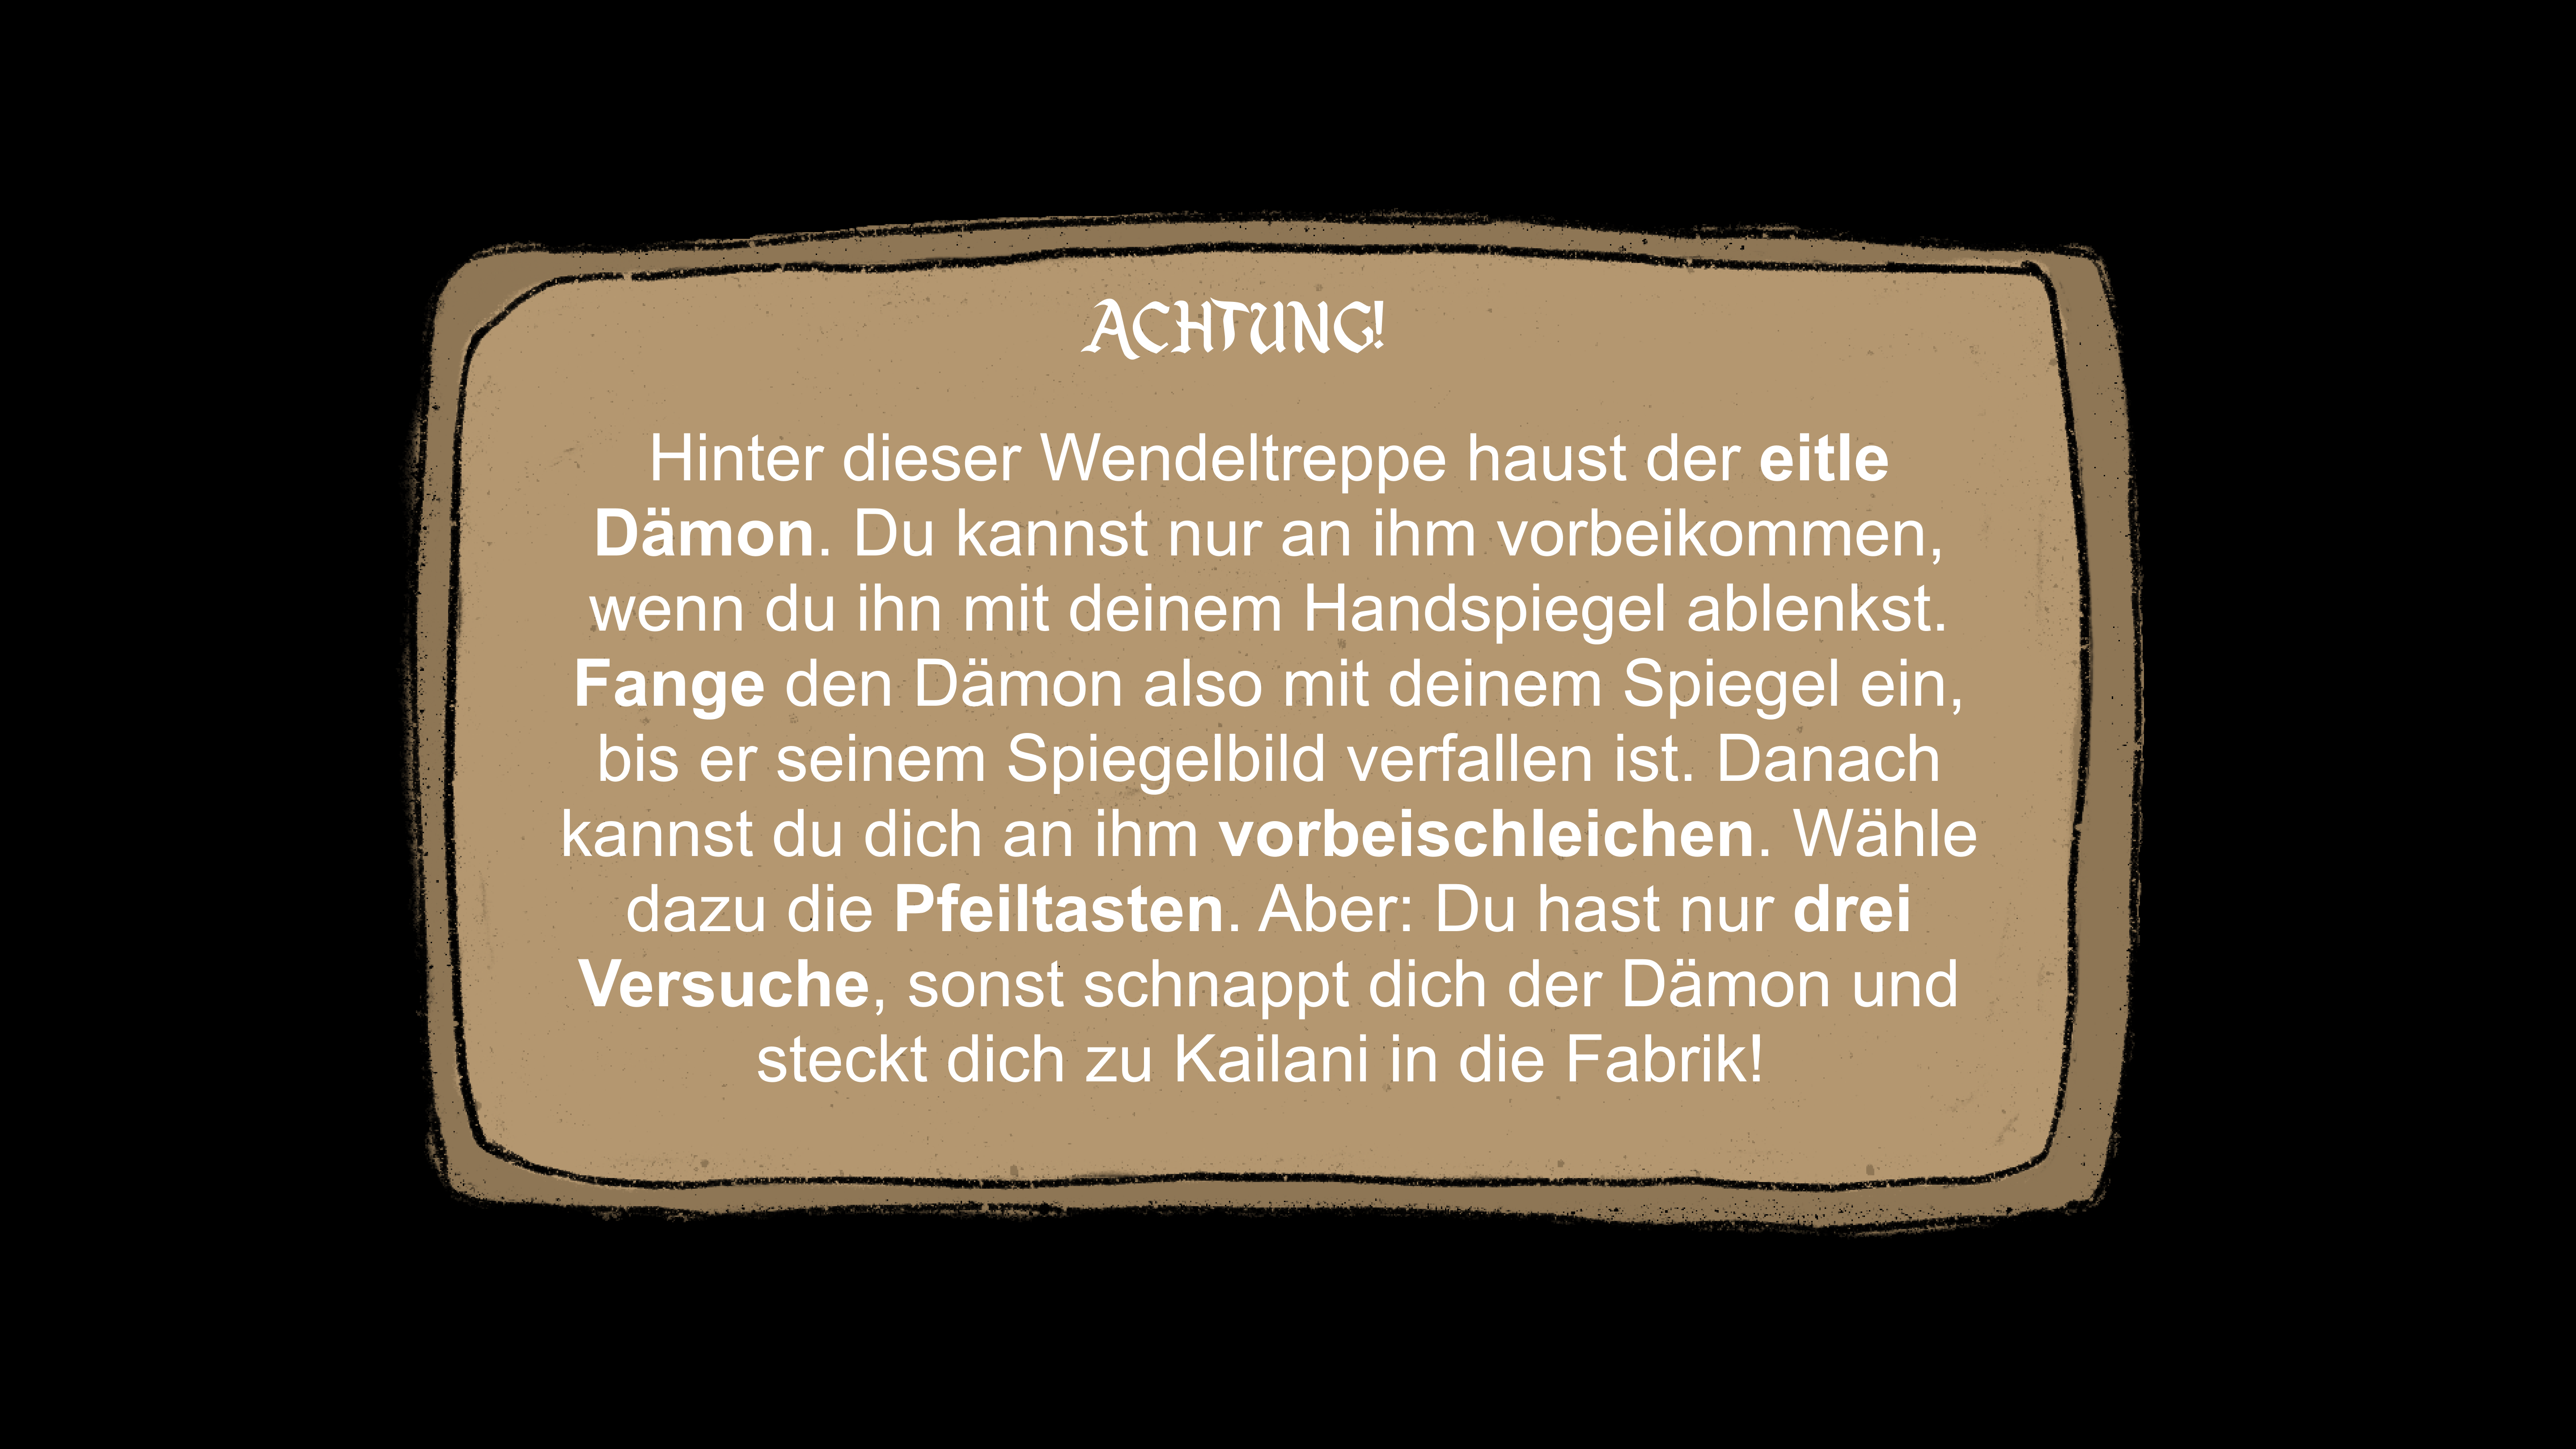 ACHTUNG!
Hinter dieser Wendeltreppe haust der eitle
Dämon. Du kannst nur an ihm vorbeikommen,
wenn du ihn mit deinem Handspiegel ablenkst.
Fange den Dämon also mit deinem Spiegel ein,
bis er seinem Spiegelbild verfallen ist. Danach
kannst du dich an ihm vorbeischleichen. Wähle
dazu die Pfeiltasten. Aber: Du hast nur drei
Versuche, sonst schnappt dich der Dämon und
steckt dich zu Kailani in die Fabrik!